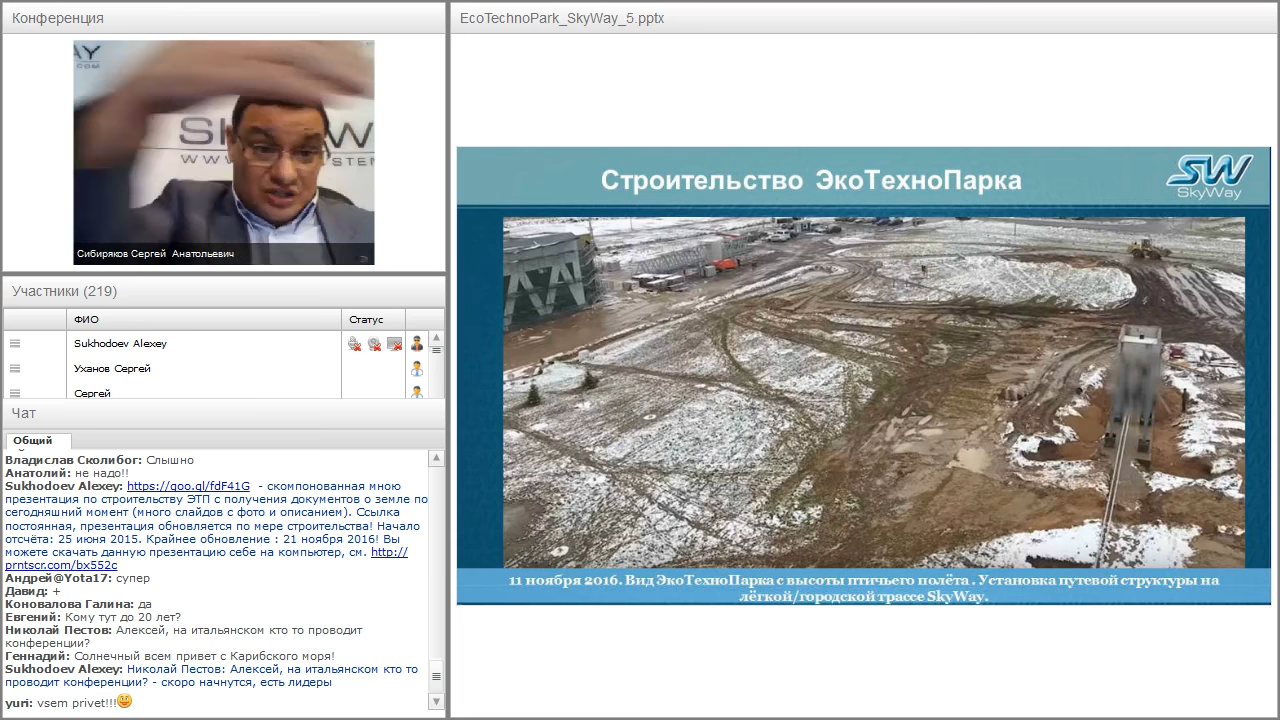 Конференция
EcoTechnoPark_SkyWay_5.pptx
Сибиряков Сергей Анатольевич
Участники (219)
ФИО
Статус
Sukhodoev Alexey
Уханов Сергей
Сергей
Чат
Общий
Владислав Сколибог: Слышно
Анатолий: не надо!!
Sukhodoev Alexey: https://goo.gl/fdF41G - скомпонованная мною
презентация по строительству ЭТП с получения документов о земле по
сегодняшний момент (много слайдов с фото и описанием). Ссылка
постоянная, презентация обновляется по мере строительства! Начало
отсчёта: 25 июня 2015. Крайнее обновление : 21 ноября 2016! Вы
можете скачать данную презентацию себе на компьютер, см. http://
prntscr.com/bx552c
Андрей@Yota17: супер
Давид: +
Коновалова Галина: да
Евгений: Кому тут до 20 лет?
Николай Пестов: Алексей, на итальянском кто то проводит
конференции?
Геннадий: Солнечный всем привет с Карибского моря!
Sukhodoev Alexey: Николай Пестов: Алексей, на итальянском кто то
проводит конференции? - скоро начнутся, есть лидеры
yuri: vsem privet!!!
Строительство ЭкоТехноПарка
SW
SkyWay
11 ноября 2016. Вид ЭкоТехноПарка с высоты птичьего полёта . Установка путевой структуры на
лёгкой/городской трассе SkyWay.